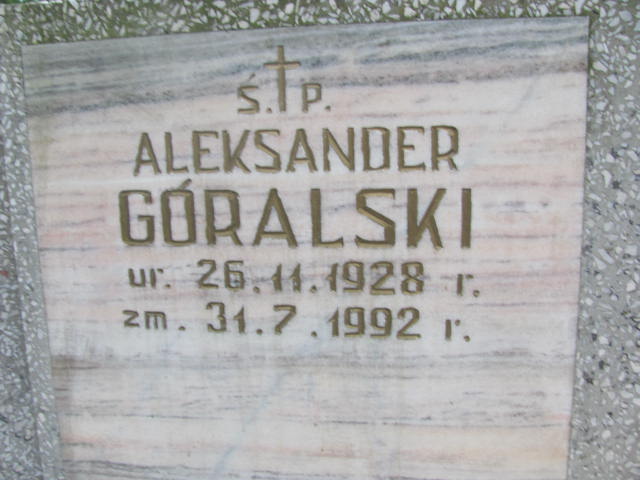 Ś. P.
ALEKSANDER
GÓRALSKI
ur. 26.11.1928 r.
zm. 31.7.1992 r.